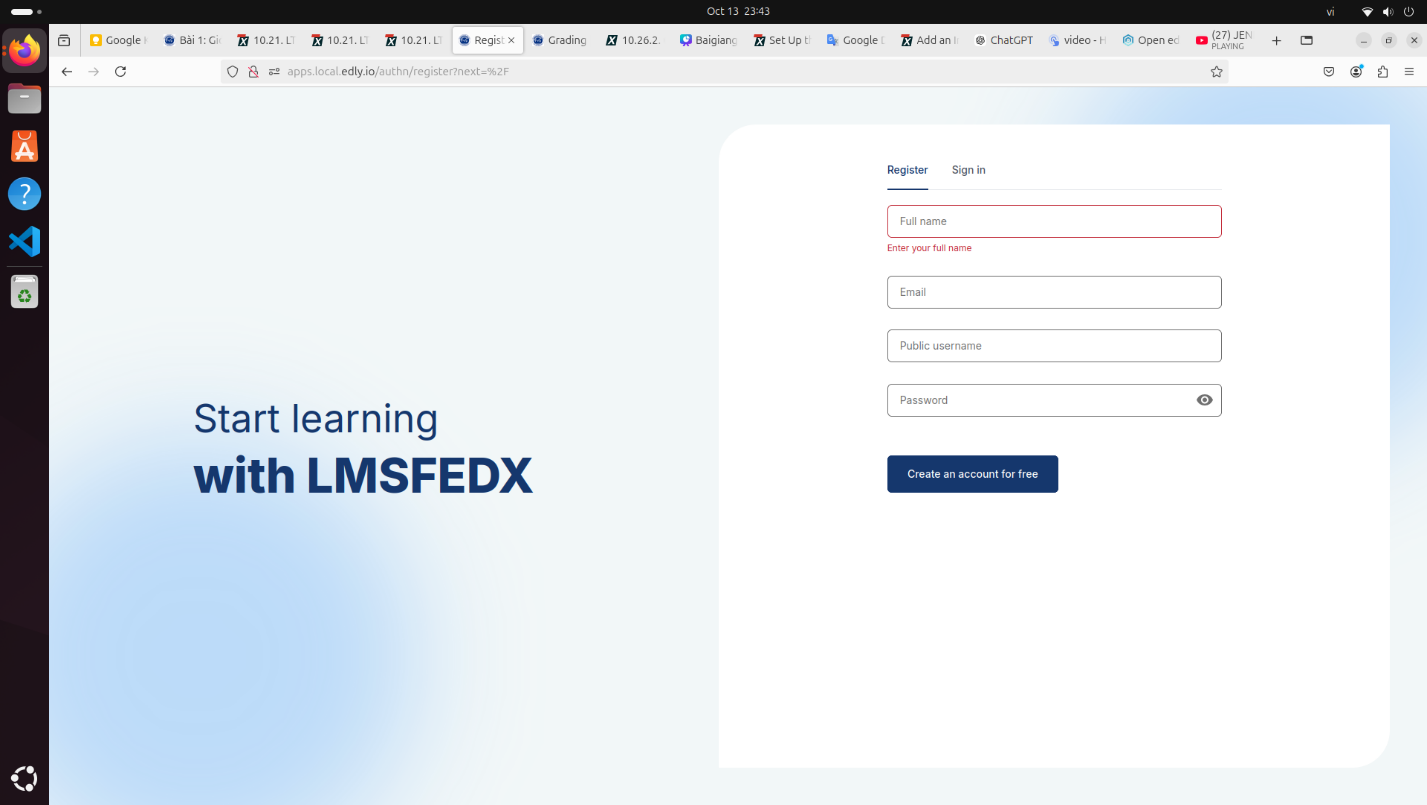 Oct 13 23:43
vi
Google K
Bài 1: Giớ
10.21. LT
10.21. LT
10.21. LT
Regist
Grading
10.26.2.
Baigiang
Set Up th
Google D
Add an In
ChatGPT
video - H
Open ed
(27) JEN
PLAYING
apps.local.edly.io/authn/register?next=%2F
Register
Sign in
Full name
Enter your full name
Email
Public username
Password
Create an account for free
Start learning
with LMSFEDX